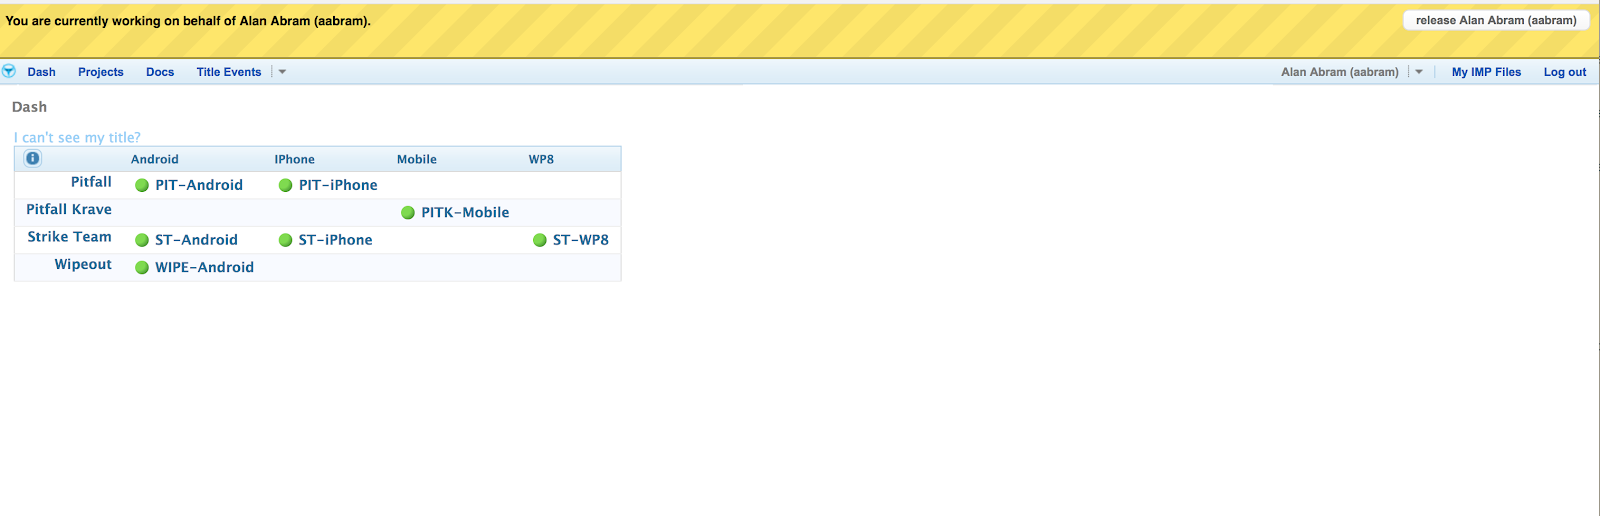 You are currently working on behalf of Alan Abram (aabram). release Alan Abram (aabram)
Dash Projects Docs Title Events Alan Abram (aabram) My IMP Files Log out
Dash
I can't see my title?
Android IPhone Mobile WP8
Pitfall PIT-Android PIT-iPhone
Pitfall Krave PITK-Mobile
Strike Team ST-Android ST-iPhone ST-WP8
Wipeout WIPE-Android